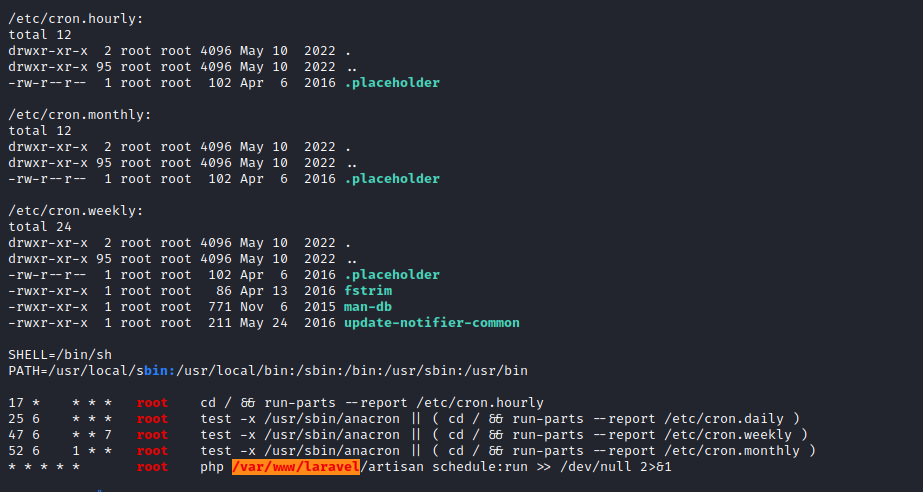 /etc/cron.hourly:
total 12
drwxr-xr-x  2 root root 4096 May 10  2022 .
drwxr-xr-x 95 root root 4096 May 10  2022 ..
-rw-r--r--  1 root root  102 Apr  6  2016 .placeholder
/etc/cron.monthly:
total 12
drwxr-xr-x  2 root root 4096 May 10  2022 .
drwxr-xr-x 95 root root 4096 May 10  2022 ..
-rw-r--r--  1 root root  102 Apr  6  2016 .placeholder
/etc/cron.weekly:
total 24
drwxr-xr-x  2 root root 4096 May 10  2022 .
drwxr-xr-x 95 root root 4096 May 10  2022 ..
-rw-r--r--  1 root root  102 Apr  6  2016 .placeholder
-rwxr-xr-x  1 root root   86 Apr 13  2016 fstrim
-rwxr-xr-x  1 root root  771 Nov  6  2015 man-db
-rwxr-xr-x  1 root root  211 May 24  2016 update-notifier-common
SHELL=/bin/sh
PATH=/usr/local/sbin:/usr/local/bin:/sbin:/bin:/usr/sbin:/usr/bin
17 *    * * *   root    cd / && run-parts --report /etc/cron.hourly
25 6    * * *   root    test -x /usr/sbin/anacron || ( cd / && run-parts --report /etc/cron.daily )
47 6    * * 7   root    test -x /usr/sbin/anacron || ( cd / && run-parts --report /etc/cron.weekly )
52 6    1 * *   root    test -x /usr/sbin/anacron || ( cd / && run-parts --report /etc/cron.monthly )
* * * * *       root    php /var/www/laravel/artisan schedule:run >> /dev/null 2>&1